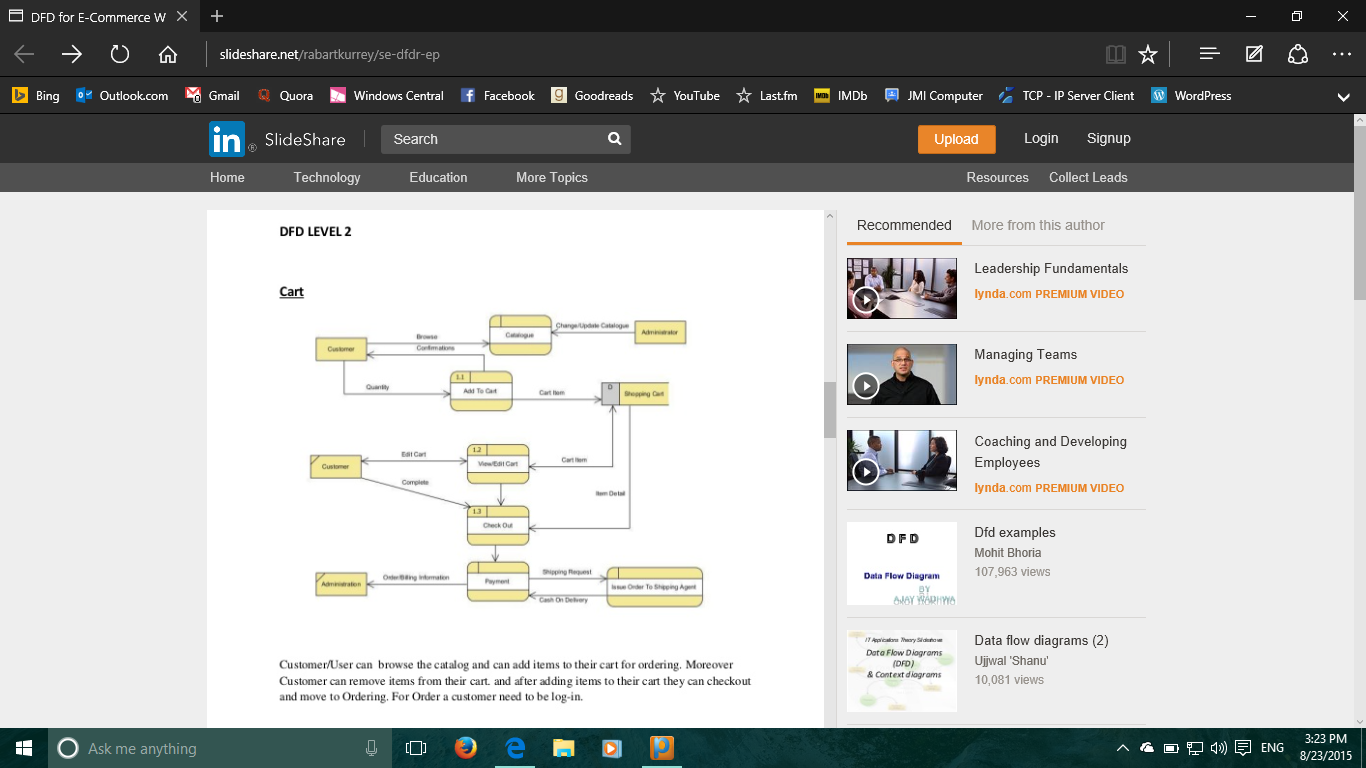 DFD for E-Commerce W
slideshare.net/rabartkurrey/se-dfdr-ep
Bing
Outlook.com
Gmail
Quora
Windows Central
Facebook
Goodreads
YouTube
Last.fm
IMDb
JMI Computer
TCP - IP Server Client
WordPress
in® SlideShare
Search
Upload
Login
Signup
Home
Technology
Education
More Topics
Resources
Collect Leads
DFD LEVEL 2
Cart
Customer
Browse
Confirmations
Catalogue
Change/Update Catalogue
Administrator
Quantity
1.1
Add To Cart
Cart Item
D
Shopping Cart
Customer
Edit Cart
1.2
View/Edit Cart
Cart Item
Complete
Item Detail
1.3
Check Out
Administration
Order/Billing Information
Payment
Shipping Request
Cash On Delivery
Issue Order To Shipping Agent
Customer/User can browse the catalog and can add items to their cart for ordering. Moreover
Customer can remove items from their cart. and after adding items to their cart they can checkout
and move to Ordering. For Order a customer need to be log-in.
Recommended
More from this author
Leadership Fundamentals
lynda.com PREMIUM VIDEO
Managing Teams
lynda.com PREMIUM VIDEO
Coaching and Developing
Employees
lynda.com PREMIUM VIDEO
D F D
Data Flow Diagram
BY
Dfd examples
Mohit Bhoria
107,963 views
IT Applications Theory Slideshows
Data Flow Diagrams
(DFD)
& Context diagrams
Data flow diagrams (2)
Ujjwal 'Shanu'
10,081 views
Ask me anything
ENG
3:23 PM
8/23/2015